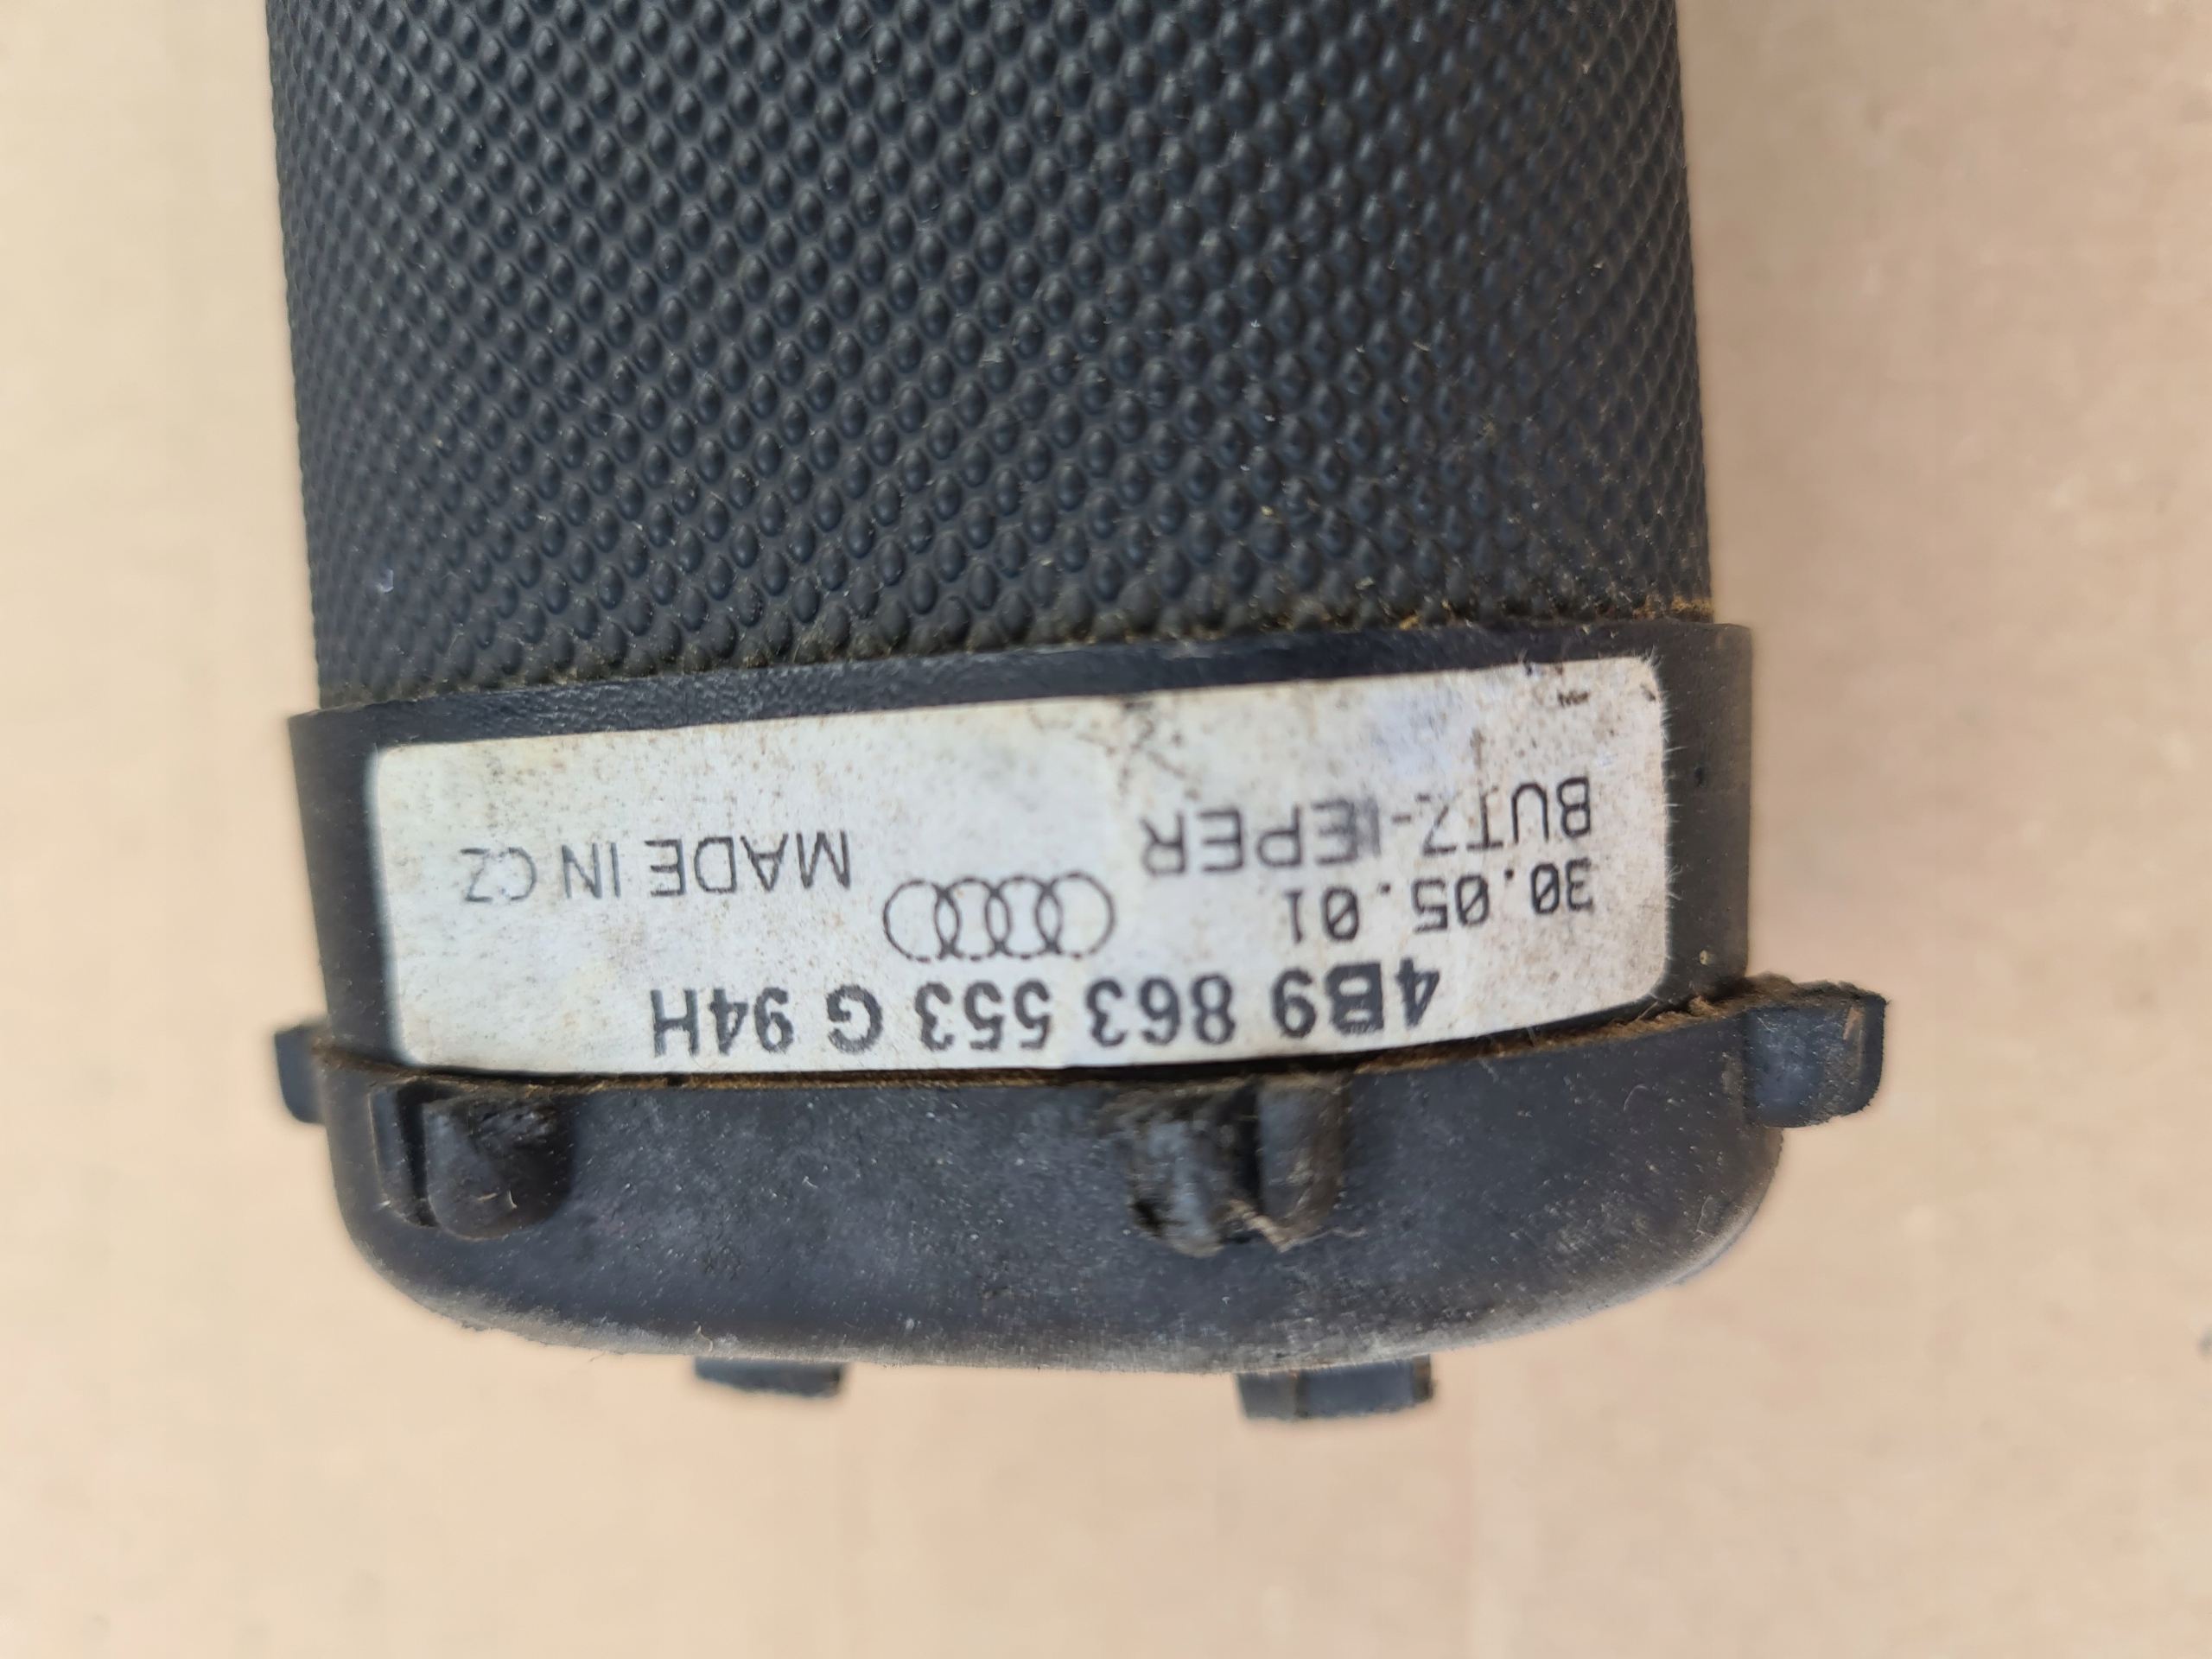 4B9 863 553 G 94H
30.05.01
BUTZ-IEPER
MADE IN CZ